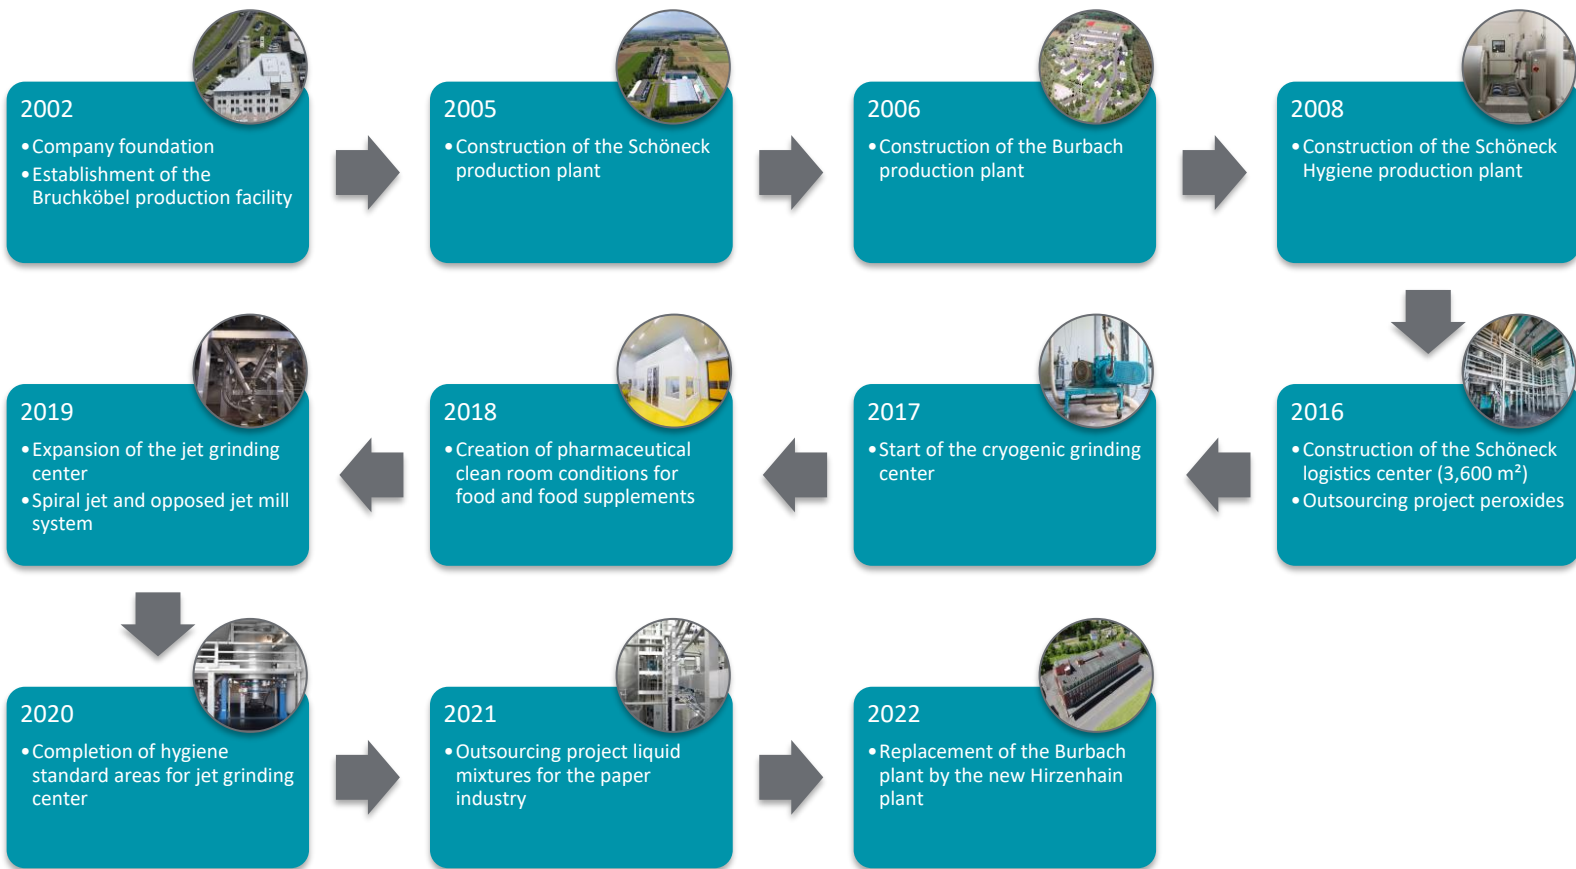 2002
•Company foundation
•Establishment of the
Bruchköbel production facility
2005
•Construction of the Schöneck
production plant
2006
•Construction of the Burbach
production plant
2008
•Construction of the Schöneck
Hygiene production plant
2016
•Construction of the Schöneck
logistics center (3,600 m²)
•Outsourcing project peroxides
2017
•Start of the cryogenic grinding
center
2018
•Creation of pharmaceutical
clean room conditions for
food and food supplements
2019
•Expansion of the jet grinding
center
•Spiral jet and opposed jet mill
system
2020
•Completion of hygiene
standard areas for jet grinding
center
2021
•Outsourcing project liquid
mixtures for the paper
industry
2022
•Replacement of the Burbach
plant by the new Hirzenhain
plant